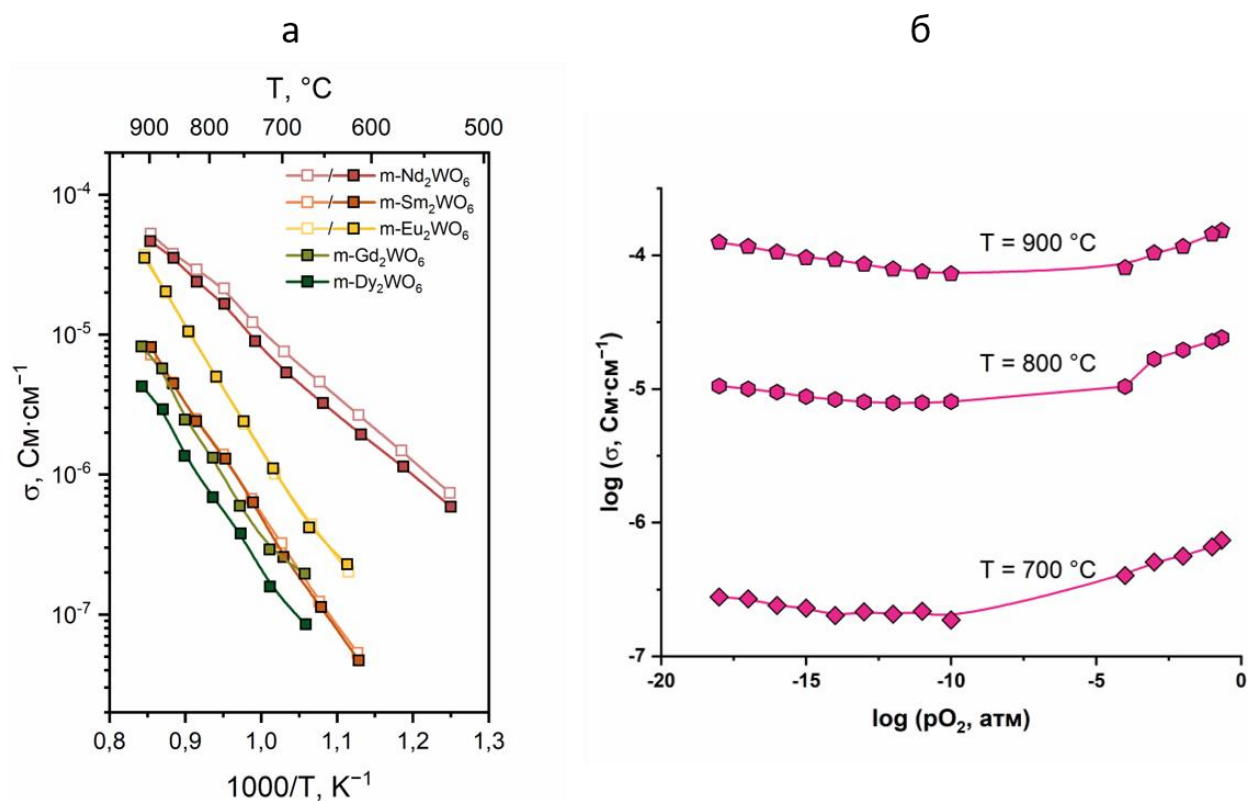 а
T, °C
900 800 700 600 500
m-Nd₂WO₆
m-Sm₂WO₆
m-Eu₂WO₆
m-Gd₂WO₆
m-Dy₂WO₆
10⁻⁴
10⁻⁵
10⁻⁶
10⁻⁷
σ, См·см⁻¹
0,8 0,9 1,0 1,1 1,2 1,3
1000/T, K⁻¹
б
T = 900 °C
T = 800 °C
T = 700 °C
-4
-5
-6
-7
log (σ, См·см⁻¹)
-20 -15 -10 -5 0
log (pO₂, атм)